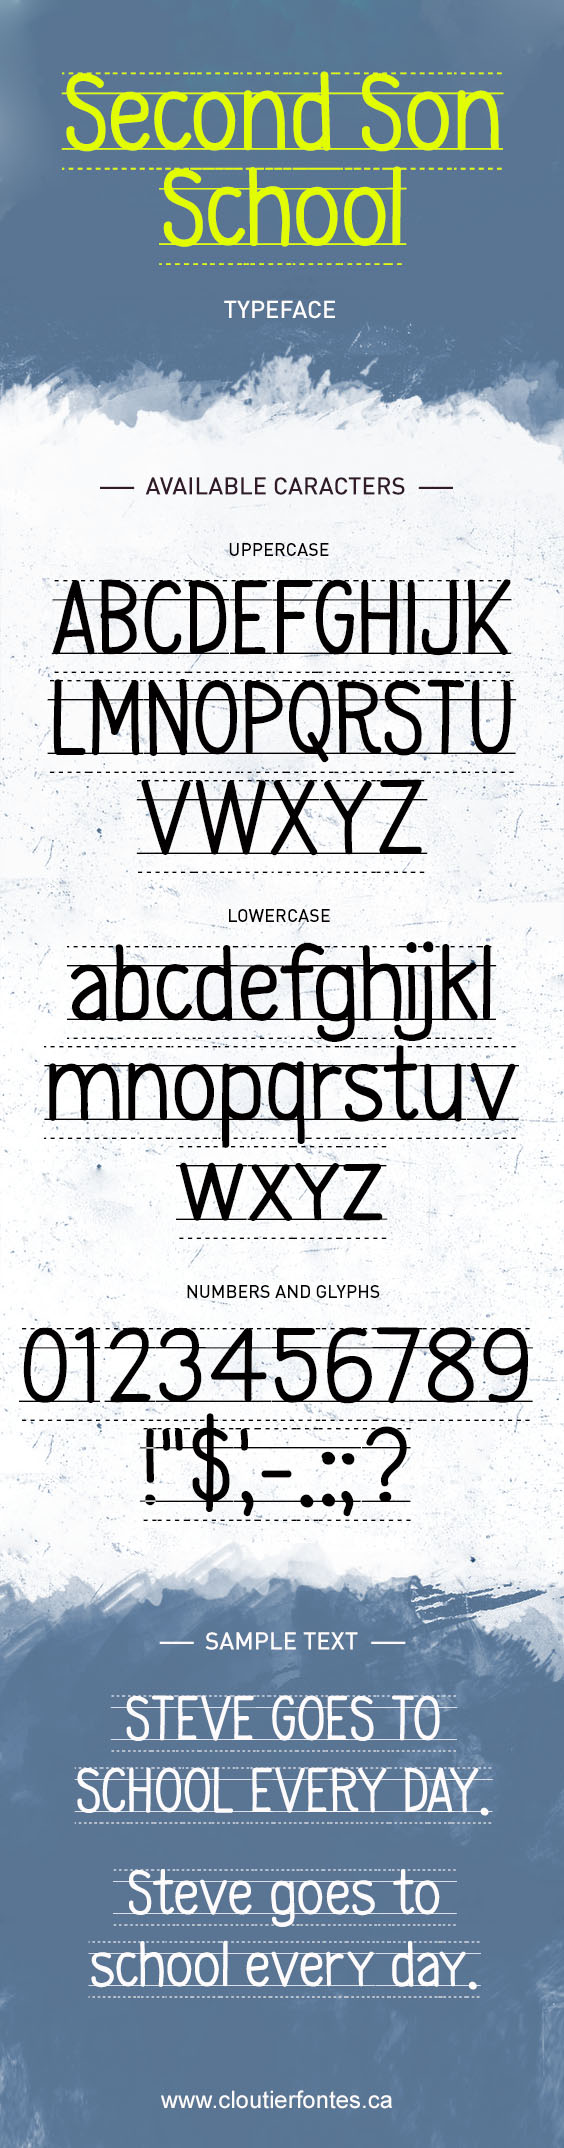 Second Son
School
TYPEFACE
AVAILABLE CARACTERS
UPPERCASE
ABCDEFGHIJK
LMNOPQRSTU
VWXYZ
LOWERCASE
abcdefghijkl
mnopqrstuv
wxyz
NUMBERS AND GLYPHS
0123456789
!"$',-.:;?
SAMPLE TEXT
STEVE GOES TO
SCHOOL EVERY DAY.
Steve goes to
school every day.
www.cloutierfontes.ca